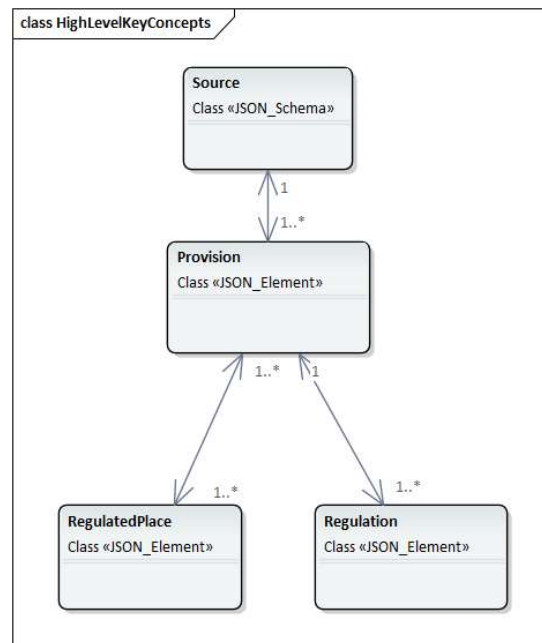 class HighLevelKeyConcepts
Source
Class «JSON_Schema»
1
1..*
Provision
Class «JSON_Element»
1..*
1
1..*
1..*
RegulatedPlace
Class «JSON_Element»
Regulation
Class «JSON_Element»